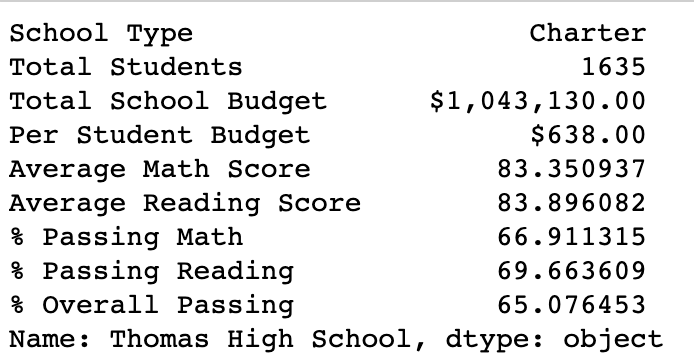 School Type                    Charter
Total Students                    1635
Total School Budget      $1,043,130.00
Per Student Budget             $638.00
Average Math Score           83.350937
Average Reading Score        83.896082
% Passing Math               66.911315
% Passing Reading            69.663609
% Overall Passing            65.076453
Name: Thomas High School, dtype: object